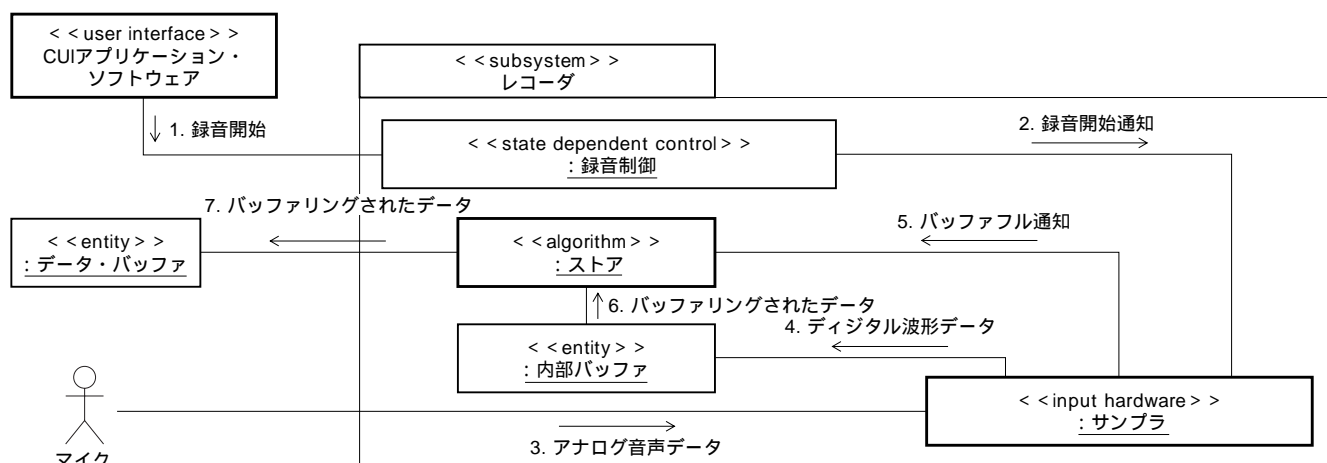 < < user interface > >
CUIアプリケーション・
ソフトウェア
< < subsystem > >
レコーダ
1. 録音開始
< < state dependent control > >
: 録音制御
2. 録音開始通知
7. バッファリングされたデータ
< < entity > >
: データ・バッファ
< < algorithm > >
: ストア
5. バッファフル通知
6. バッファリングされたデータ
4. ディジタル波形データ
< < entity > >
: 内部バッファ
< < input hardware > >
: サンプラ
3. アナログ音声データ
マイク